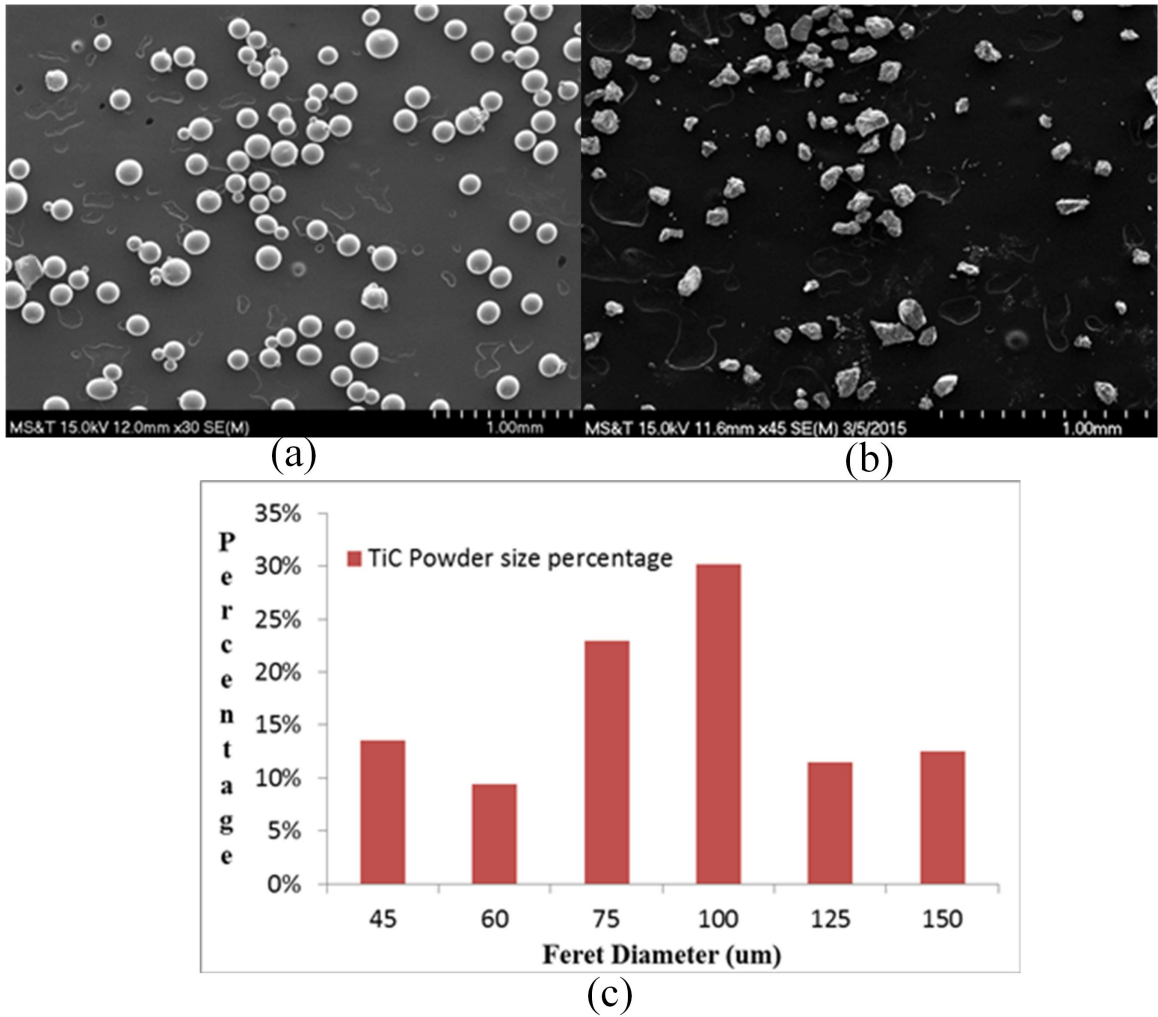 MS&T 15.0kV 12.0mm x30 SE(M) 1.00mm
MS&T 15.0kV 11.6mm x45 SE(M) 3/5/2015 1.00mm
(a)
(b)
Percentage
35%
30%
25%
20%
15%
10%
5%
0%
TiC Powder size percentage
45 60 75 100 125 150
Feret Diameter (um)
(c)